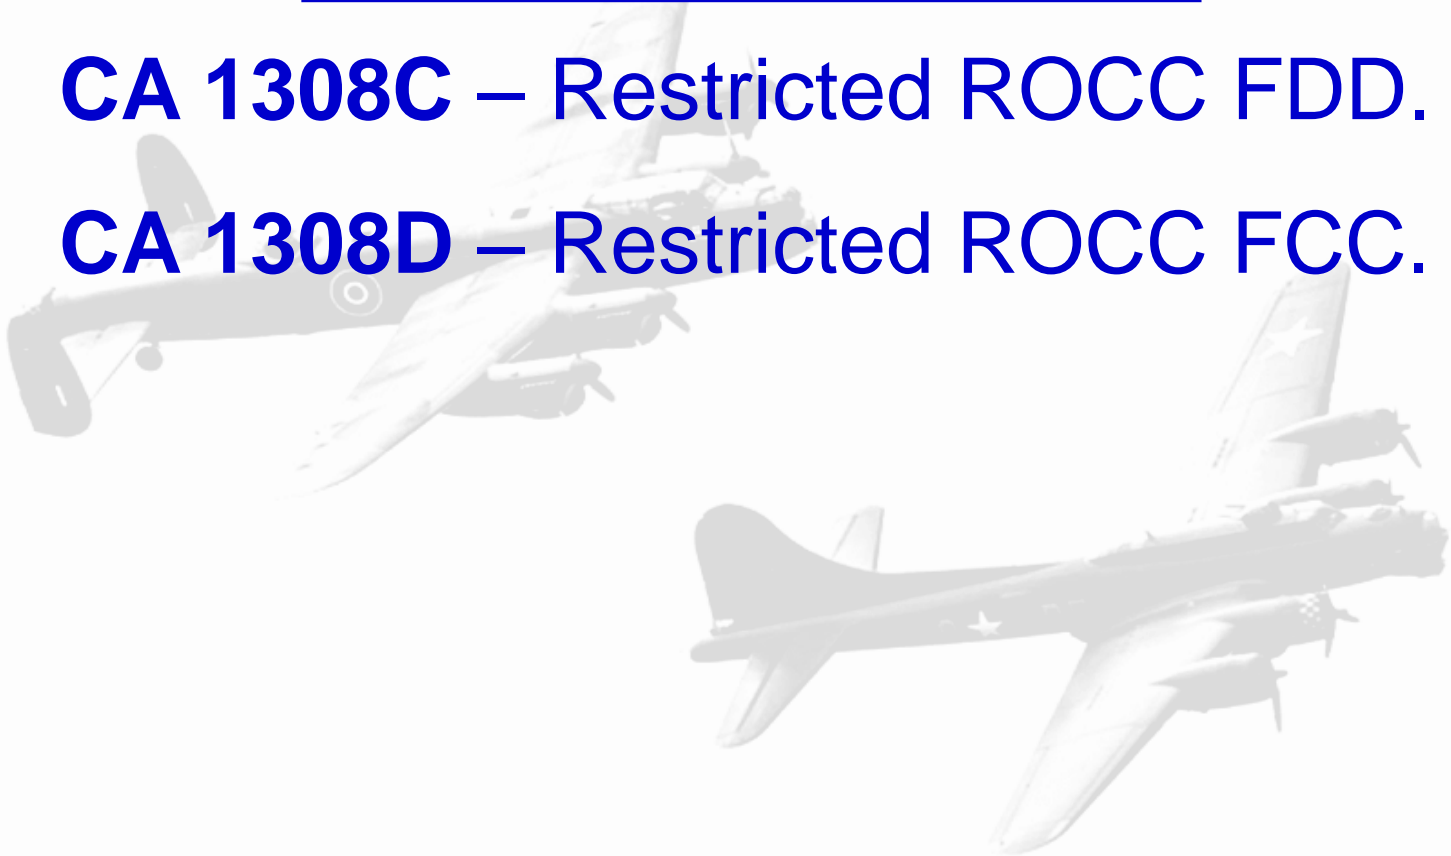 CA 1308C – Restricted ROCC FDD.
CA 1308D – Restricted ROCC FCC.